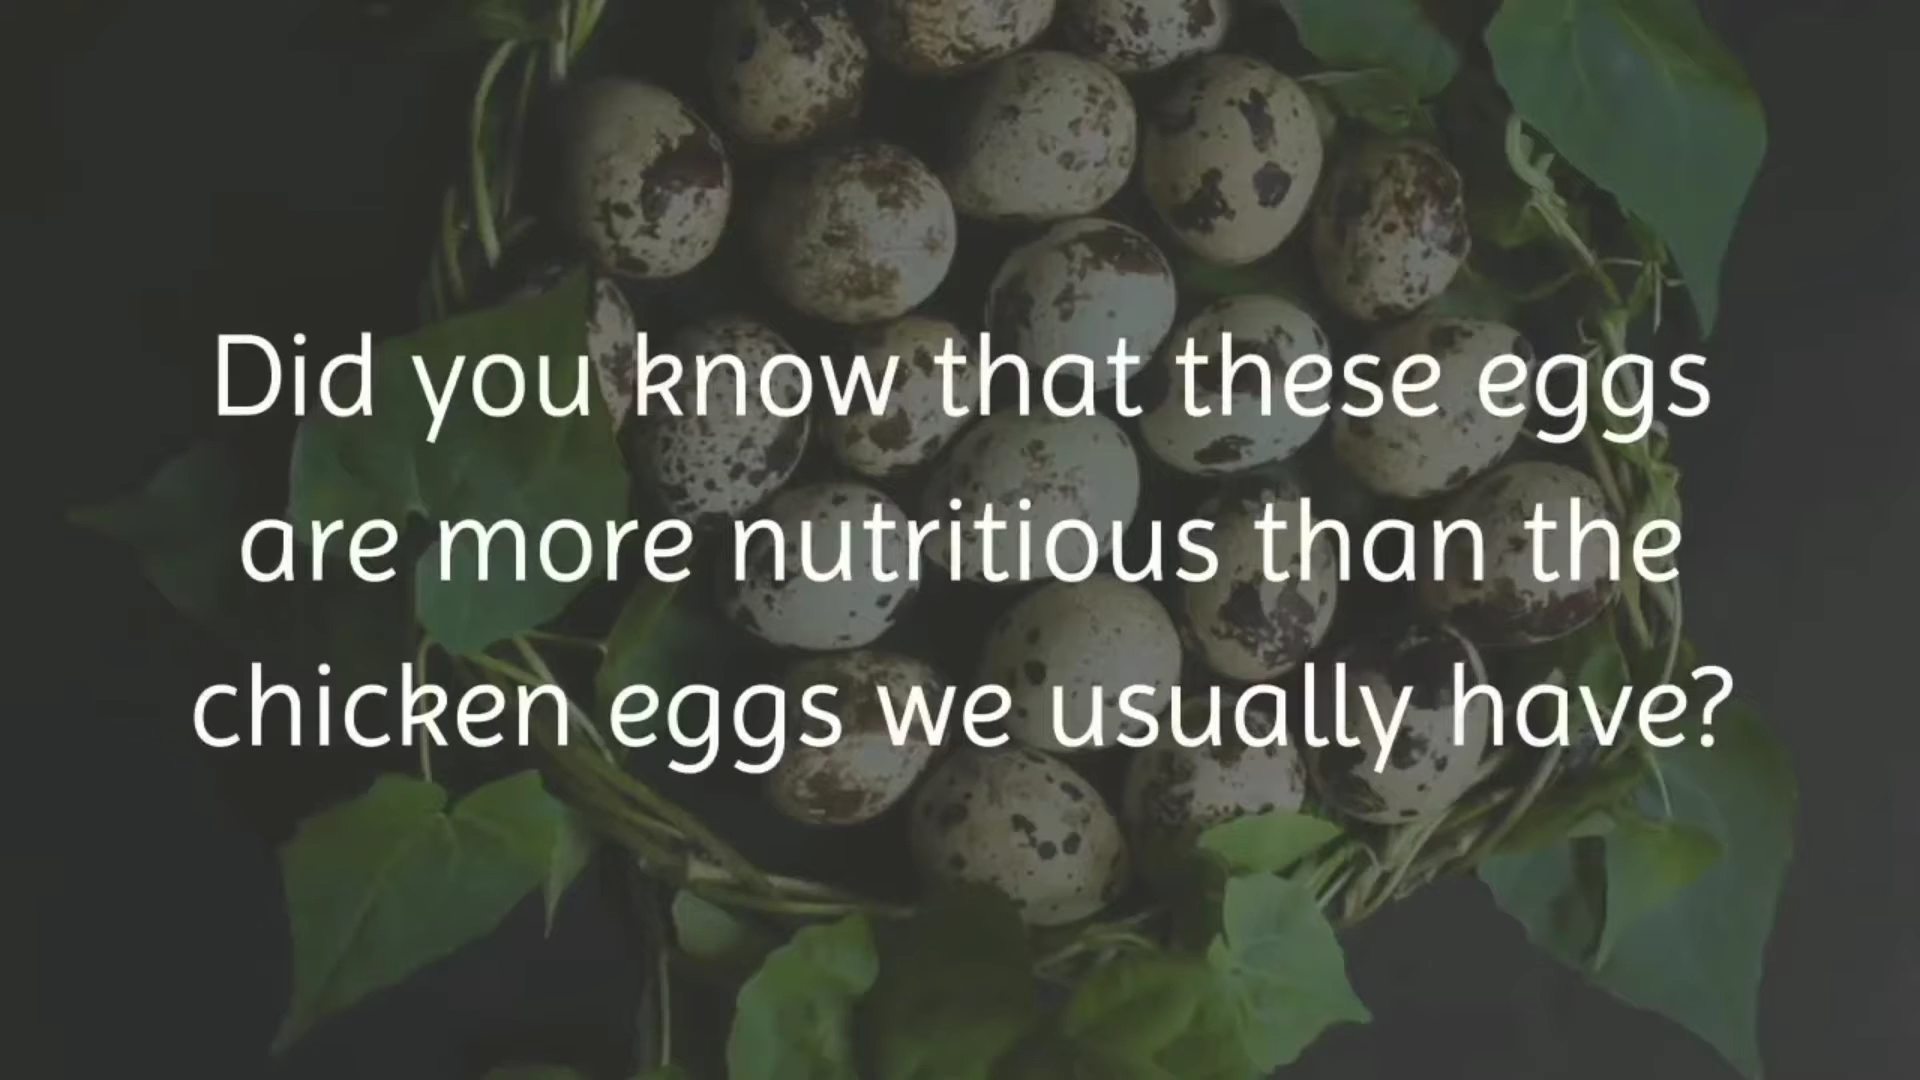 Did you know that these eggs
are more nutritious than the
chicken eggs we usually have?